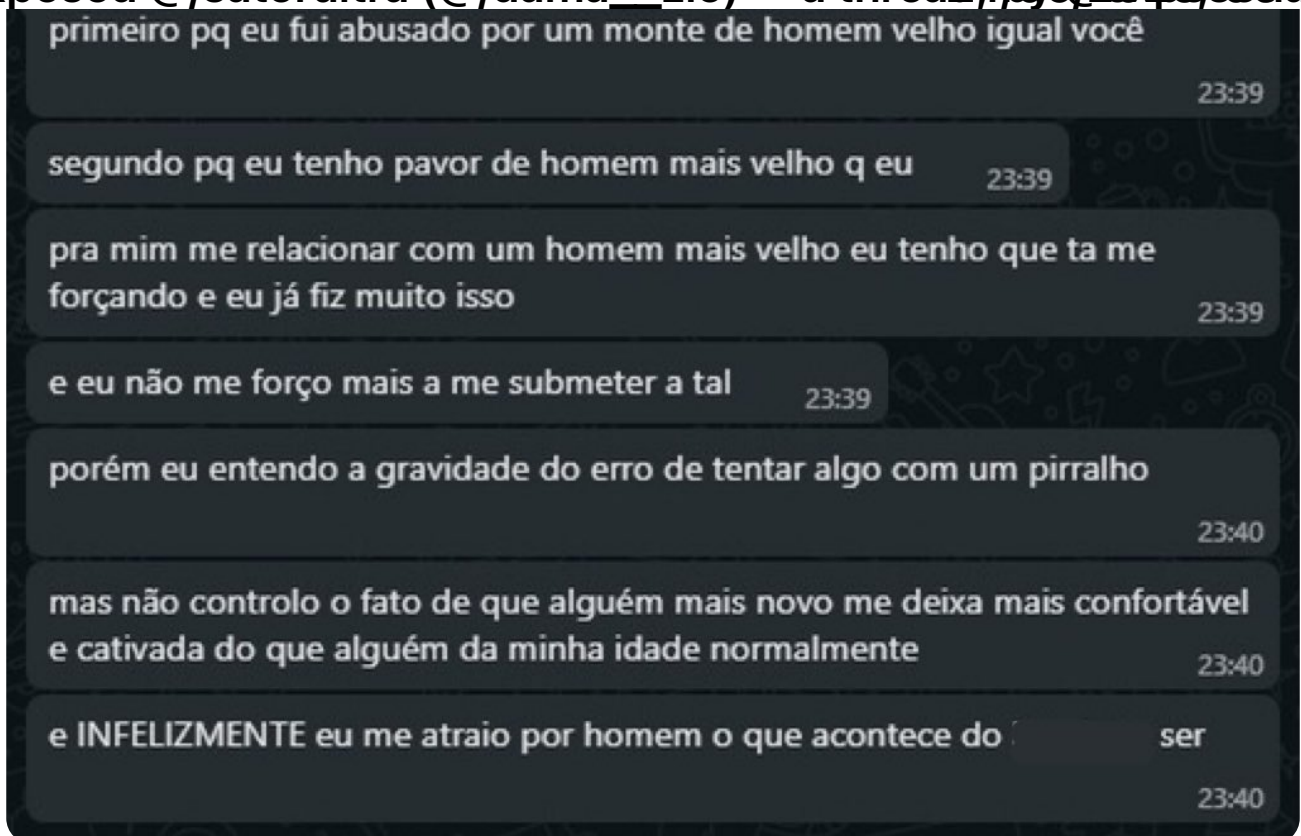 primeiro pq eu fui abusado por um monte de homem velho igual você
23:39
segundo pq eu tenho pavor de homem mais velho q eu
23:39
pra mim me relacionar com um homem mais velho eu tenho que ta me
forçando e eu já fiz muito isso
23:39
e eu não me forço mais a me submeter a tal
23:39
porém eu entendo a gravidade do erro de tentar algo com um pirralho
23:40
mas não controlo o fato de que alguém mais novo me deixa mais confortável
e cativada do que alguém da minha idade normalmente
23:40
e INFELIZMENTE eu me atraio por homem o que acontece do ser
23:40